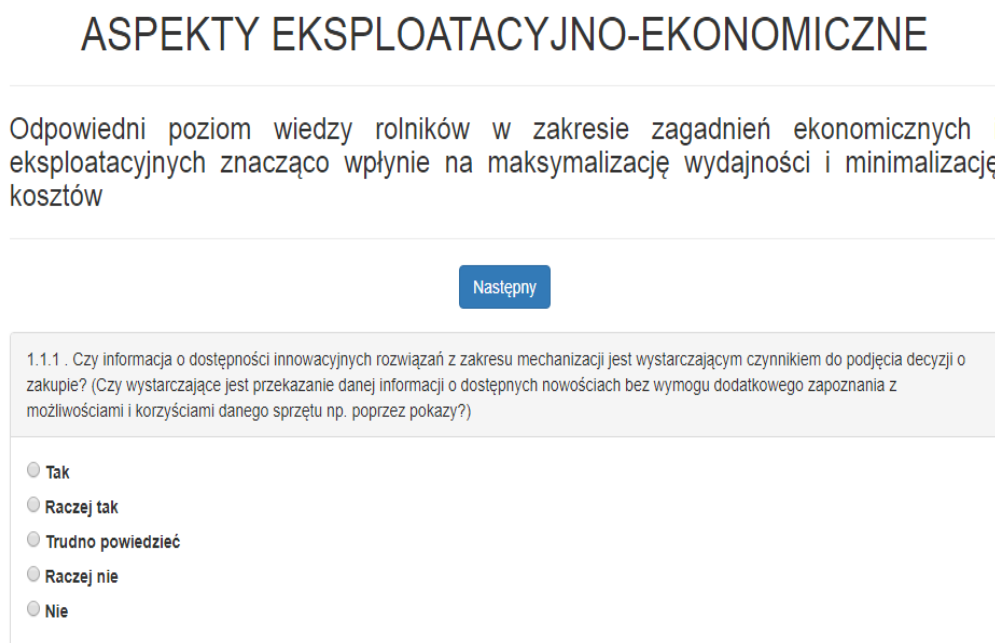 ASPEKTY EKSPLOATACYJNO-EKONOMICZNE
Odpowiedni poziom wiedzy rolników w zakresie zagadnień ekonomicznych
eksploatacyjnych znacząco wpłynie na maksymalizację wydajności i minimalizację
kosztów
Następny
1.1.1 . Czy informacja o dostępności innowacyjnych rozwiązań z zakresu mechanizacji jest wystarczającym czynnikiem do podjęcia decyzji o
zakupie? (Czy wystarczające jest przekazanie danej informacji o dostępnych nowościach bez wymogu dodatkowego zapoznania z
możliwościami i korzyściami danego sprzętu np. poprzez pokazy?)
Tak
Raczej tak
Trudno powiedzieć
Raczej nie
Nie